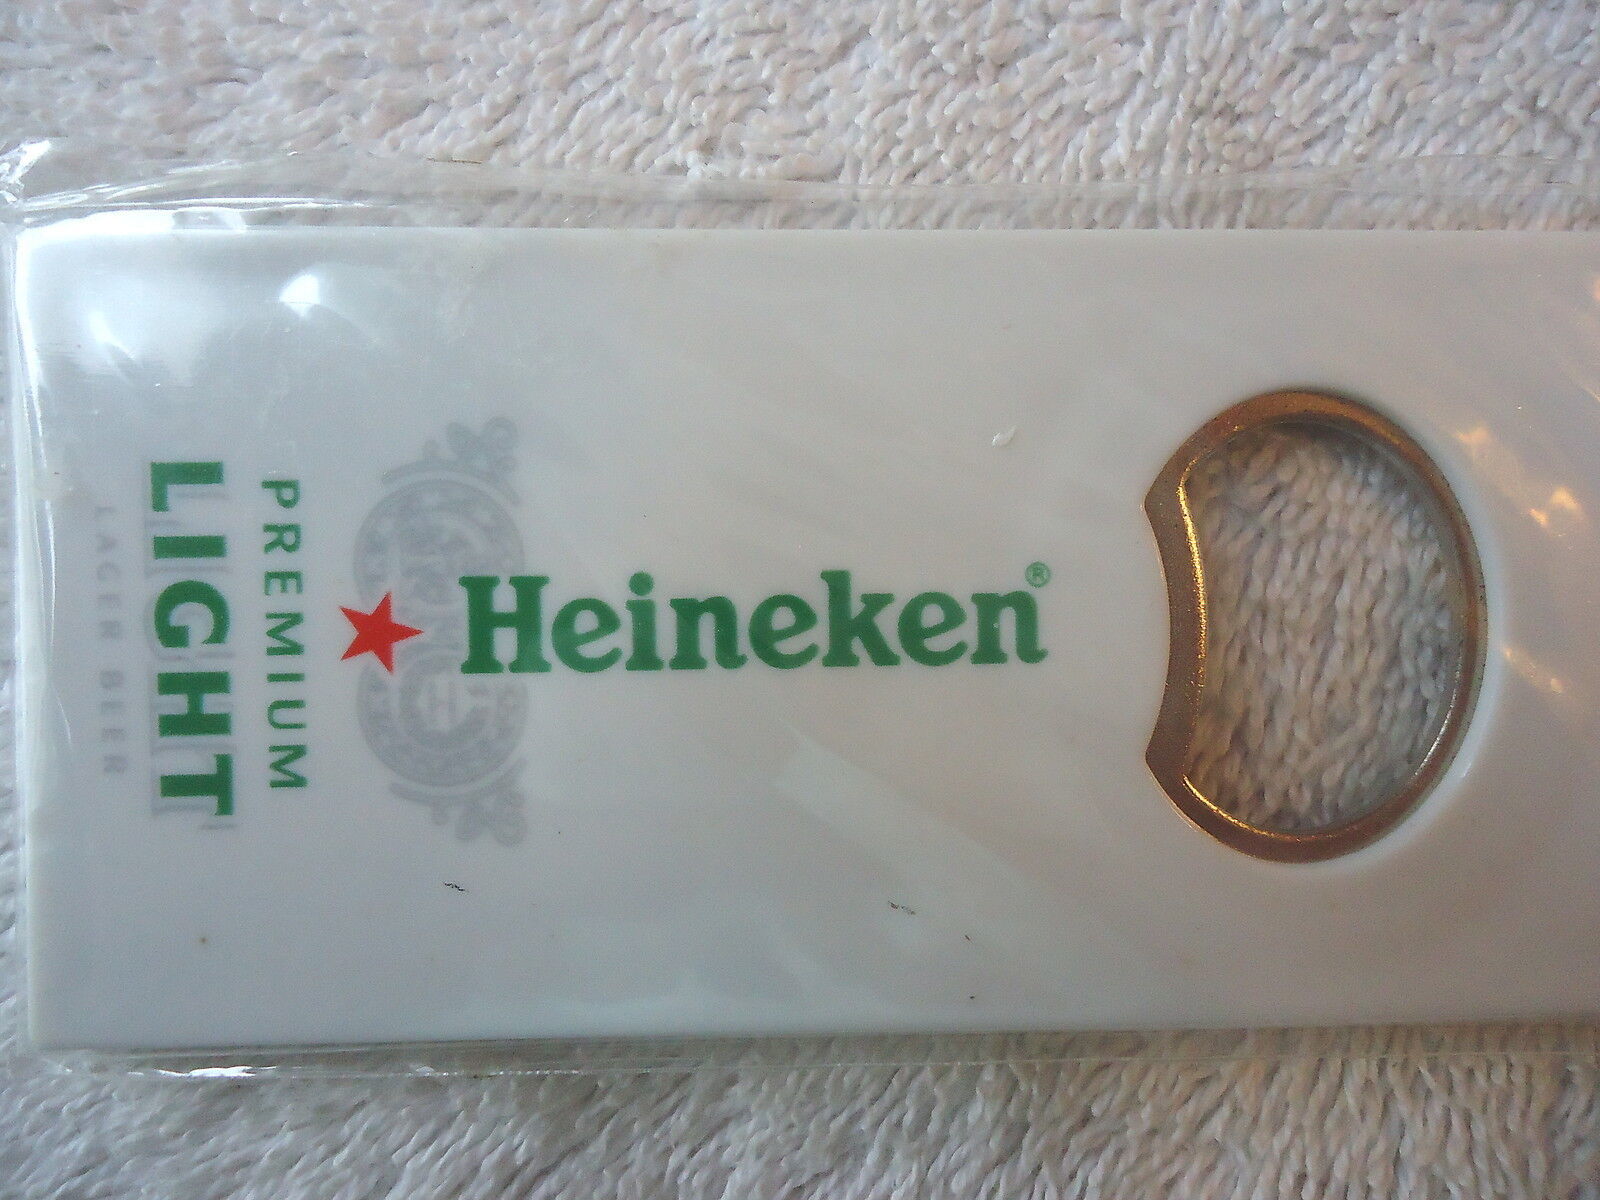 Heineken®
PREMIUM
LIGHT
LAGER BEER